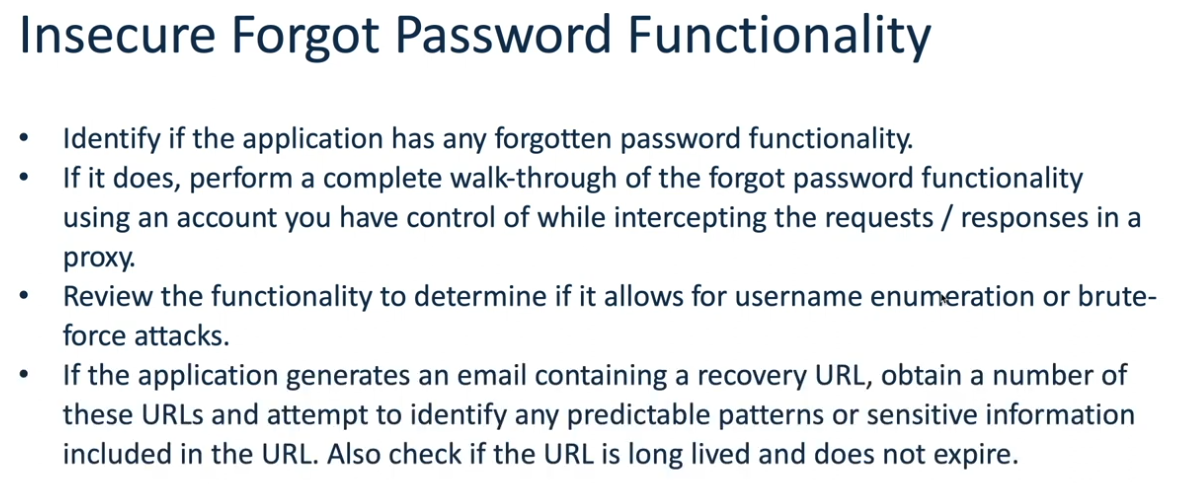 Insecure Forgot Password Functionality
• Identify if the application has any forgotten password functionality.
• If it does, perform a complete walk-through of the forgot password functionality
using an account you have control of while intercepting the requests / responses in a
proxy.
• Review the functionality to determine if it allows for username enumeration or brute-
force attacks.
• If the application generates an email containing a recovery URL, obtain a number of
these URLs and attempt to identify any predictable patterns or sensitive information
included in the URL. Also check if the URL is long lived and does not expire.